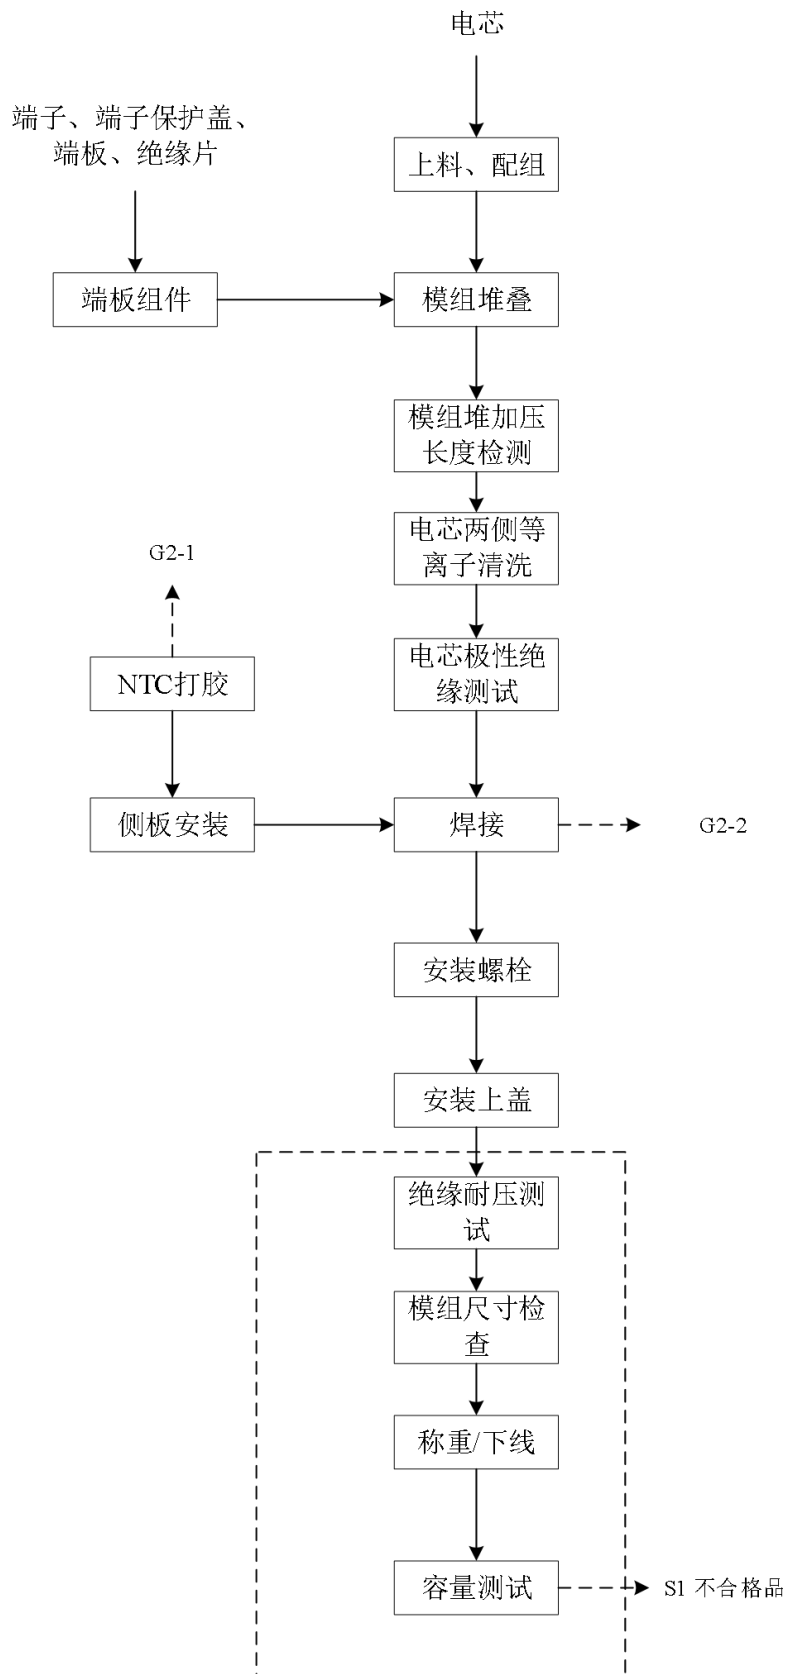 电芯
端子、端子保护盖、
端板、绝缘片
上料、配组
端板组件
模组堆叠
模组堆加压
长度检测
电芯两侧等
离子清洗
G2-1
电芯极性绝
缘测试
NTC打胶
侧板安装
焊接
G2-2
安装螺栓
安装上盖
绝缘耐压测
试
模组尺寸检
查
称重/下线
容量测试
S1 不合格品